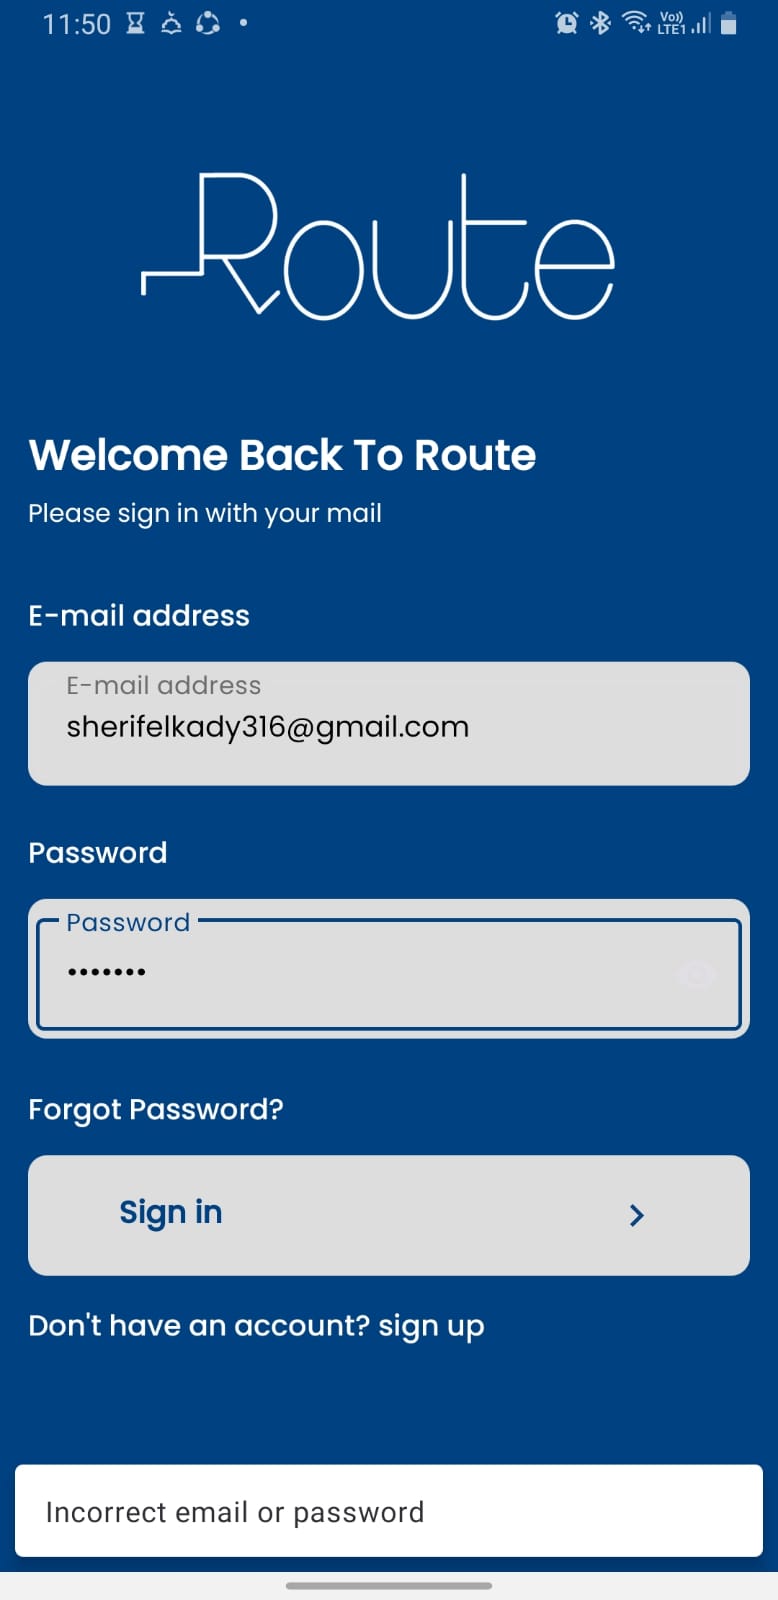 11:50
Vo))
LTE1
Route
Welcome Back To Route
Please sign in with your mail
E-mail address
E-mail address
sherifelkady316@gmail.com
Password
Password
•••••••
Forgot Password?
Sign in
Don't have an account? sign up
Incorrect email or password